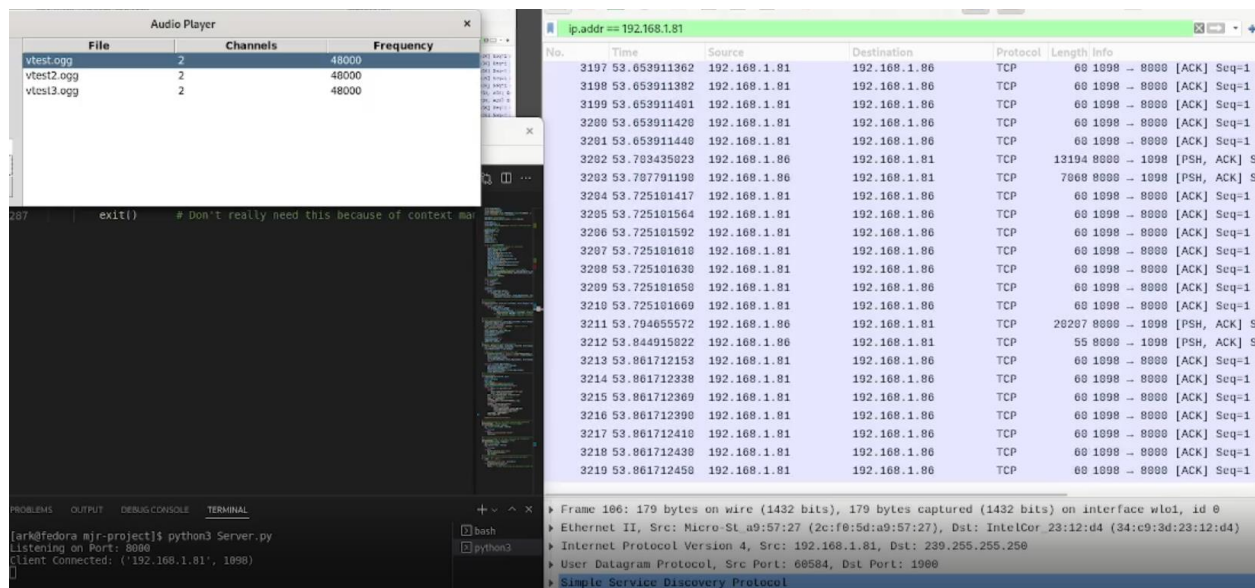 Audio Player ×
File Channels Frequency
vtest.ogg 2 48000
vtest2.ogg 2 48000
vtest3.ogg 2 48000
287 exit() # Don't really need this because of context
PROBLEMS OUTPUT DEBUG CONSOLE TERMINAL
[ark@fedora mjr-project]$ python3 Server.py
Listening on Port: 8000
Client Connected: ('192.168.1.81', 1098)
bash
python3
ip.addr == 192.168.1.81
No. Time Source Destination Protocol Length Info
3197 53.653911362 192.168.1.81 192.168.1.86 TCP 60 1098 → 8000 [ACK] Seq=1
3198 53.653911382 192.168.1.81 192.168.1.86 TCP 60 1098 → 8000 [ACK] Seq=1
3199 53.653911401 192.168.1.81 192.168.1.86 TCP 60 1098 → 8000 [ACK] Seq=1
3200 53.653911420 192.168.1.81 192.168.1.86 TCP 60 1098 → 8000 [ACK] Seq=1
3201 53.653911440 192.168.1.81 192.168.1.86 TCP 60 1098 → 8000 [ACK] Seq=1
3202 53.703435023 192.168.1.86 192.168.1.81 TCP 13194 8000 → 1098 [PSH, ACK] S
3203 53.707791190 192.168.1.86 192.168.1.81 TCP 7068 8000 → 1098 [PSH, ACK] S
3204 53.725101417 192.168.1.81 192.168.1.86 TCP 60 1098 → 8000 [ACK] Seq=1
3205 53.725101564 192.168.1.81 192.168.1.86 TCP 60 1098 → 8000 [ACK] Seq=1
3206 53.725101592 192.168.1.81 192.168.1.86 TCP 60 1098 → 8000 [ACK] Seq=1
3207 53.725101610 192.168.1.81 192.168.1.86 TCP 60 1098 → 8000 [ACK] Seq=1
3208 53.725101630 192.168.1.81 192.168.1.86 TCP 60 1098 → 8000 [ACK] Seq=1
3209 53.725101650 192.168.1.81 192.168.1.86 TCP 60 1098 → 8000 [ACK] Seq=1
3210 53.725101669 192.168.1.81 192.168.1.86 TCP 60 1098 → 8000 [ACK] Seq=1
3211 53.794655572 192.168.1.86 192.168.1.81 TCP 20207 8000 → 1098 [PSH, ACK] S
3212 53.844915022 192.168.1.86 192.168.1.81 TCP 55 8000 → 1098 [PSH, ACK] S
3213 53.861712153 192.168.1.81 192.168.1.86 TCP 60 1098 → 8000 [ACK] Seq=1
3214 53.861712338 192.168.1.81 192.168.1.86 TCP 60 1098 → 8000 [ACK] Seq=1
3215 53.861712369 192.168.1.81 192.168.1.86 TCP 60 1098 → 8000 [ACK] Seq=1
3216 53.861712390 192.168.1.81 192.168.1.86 TCP 60 1098 → 8000 [ACK] Seq=1
3217 53.861712410 192.168.1.81 192.168.1.86 TCP 60 1098 → 8000 [ACK] Seq=1
3218 53.861712430 192.168.1.81 192.168.1.86 TCP 60 1098 → 8000 [ACK] Seq=1
3219 53.861712450 192.168.1.81 192.168.1.86 TCP 60 1098 → 8000 [ACK] Seq=1
Frame 106: 179 bytes on wire (1432 bits), 179 bytes captured (1432 bits) on interface wlo1, id 0
Ethernet II, Src: Micro-St_a9:57:27 (2c:f0:5d:a9:57:27), Dst: IntelCor_23:12:d4 (34:c9:3d:23:12:d4)
Internet Protocol Version 4, Src: 192.168.1.81, Dst: 239.255.255.250
User Datagram Protocol, Src Port: 60584, Dst Port: 1900
Simple Service Discovery Protocol